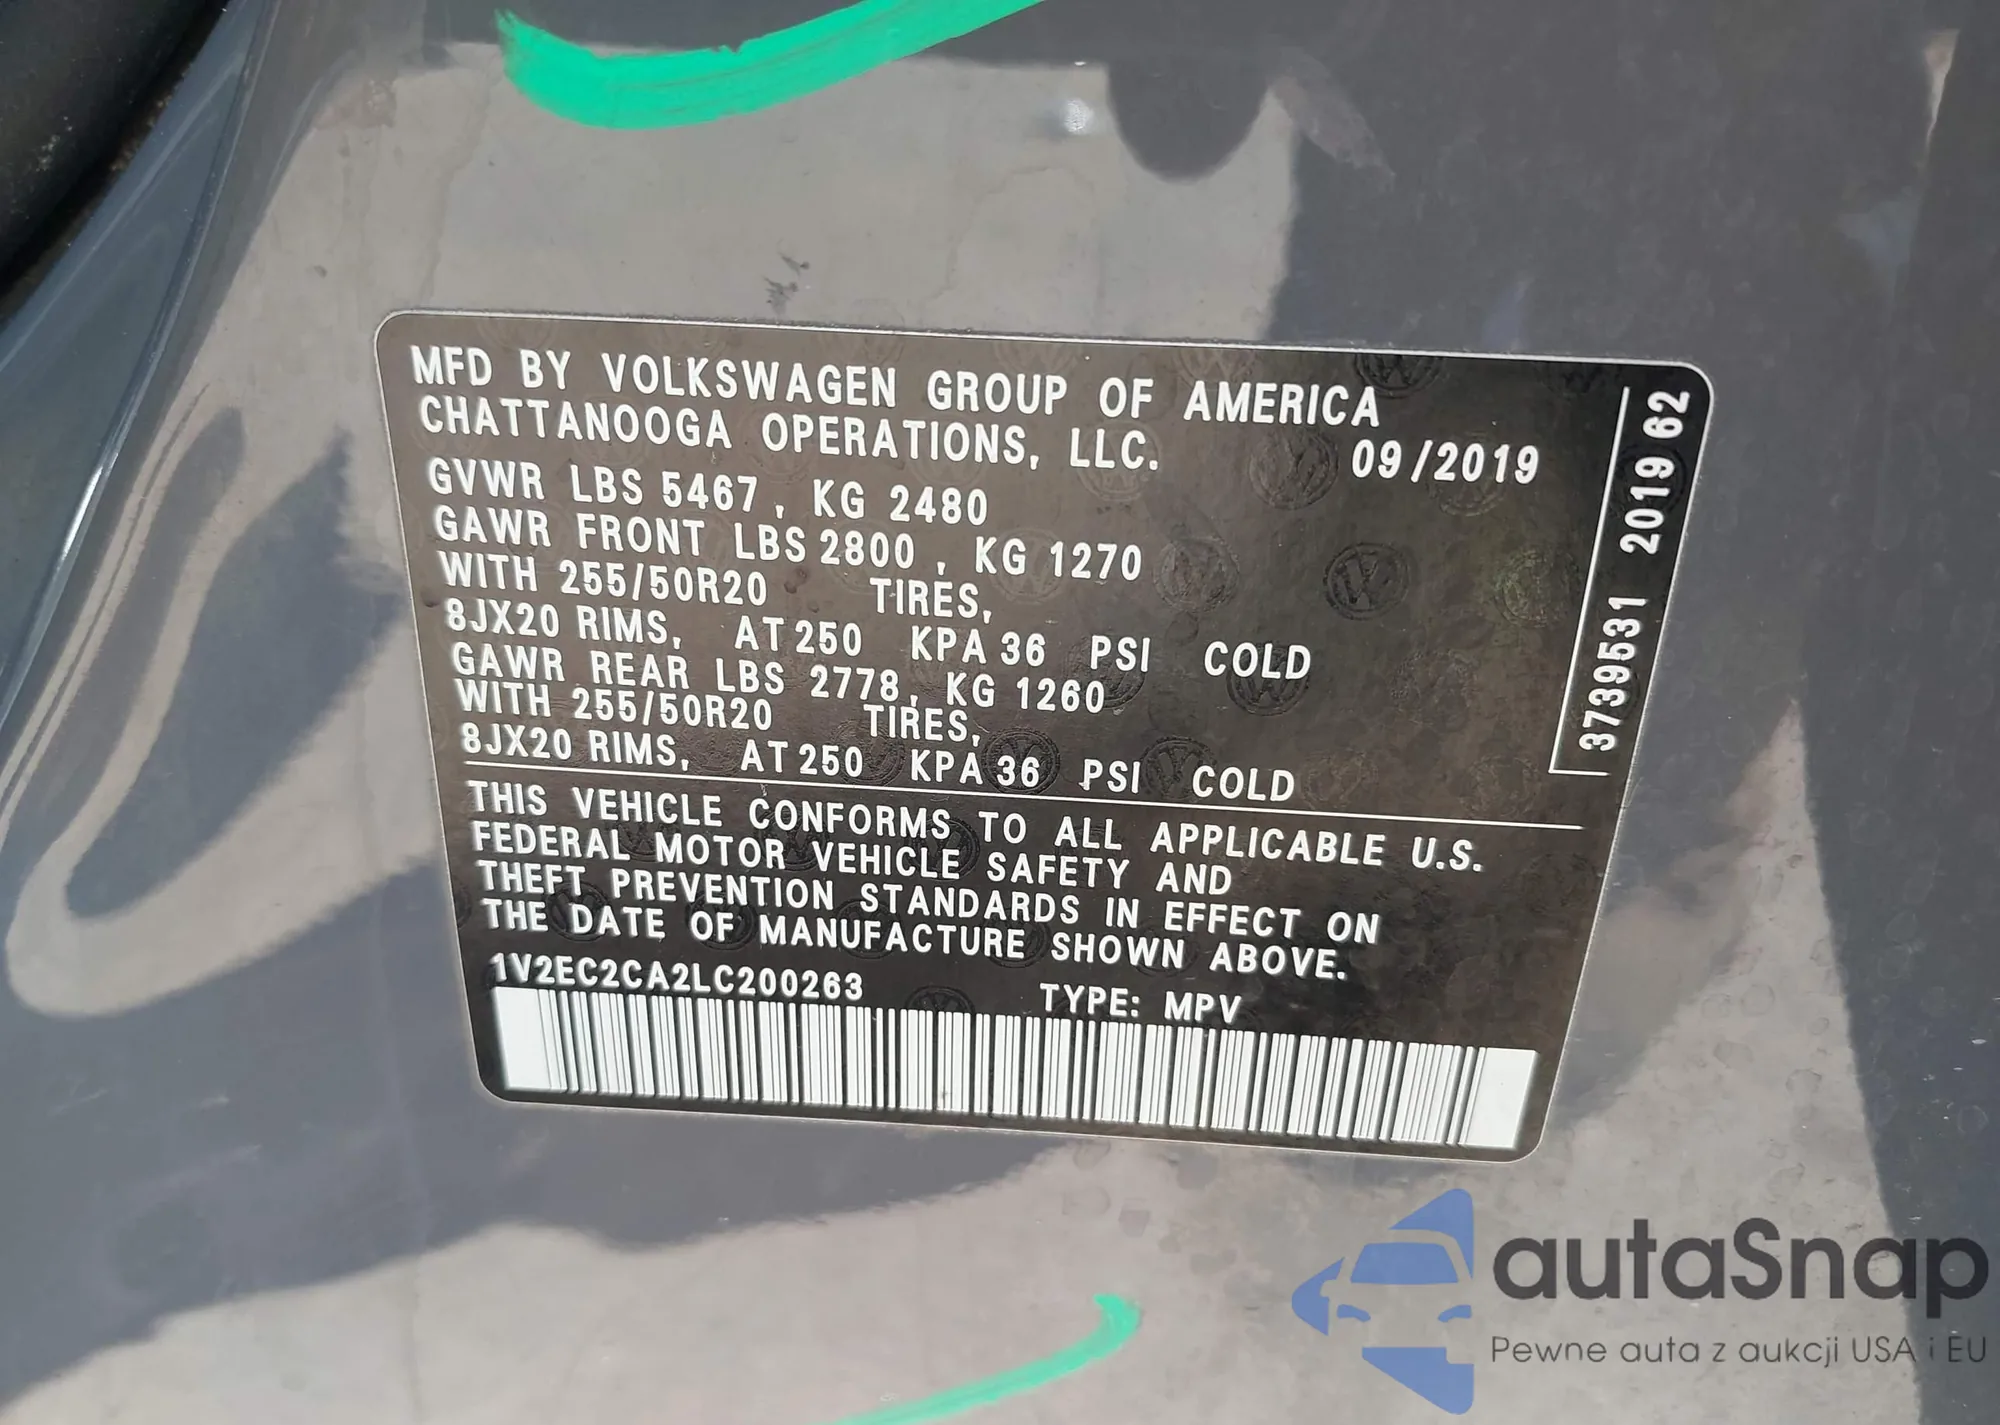 MFD BY VOLKSWAGEN GROUP OF AMERICA
CHATTANOOGA OPERATIONS, LLC. 09/2019
GVWR LBS 5467, KG 2480
GAWR FRONT LBS 2800, KG 1270
WITH 255/50R20 TIRES,
8JX20 RIMS, AT 250 KPA 36 PSI COLD
GAWR REAR LBS 2778, KG 1260
WITH 255/50R20 TIRES,
8JX20 RIMS, AT 250 KPA 36 PSI COLD
THIS VEHICLE CONFORMS TO ALL APPLICABLE U.S.
FEDERAL MOTOR VEHICLE SAFETY AND
THEFT PREVENTION STANDARDS IN EFFECT ON
THE DATE OF MANUFACTURE SHOWN ABOVE.
1V2EC2CA2LC200263 TYPE: MPV
3739531 2019 62
autaSnap
Pewne auta z aukcji USA i EU